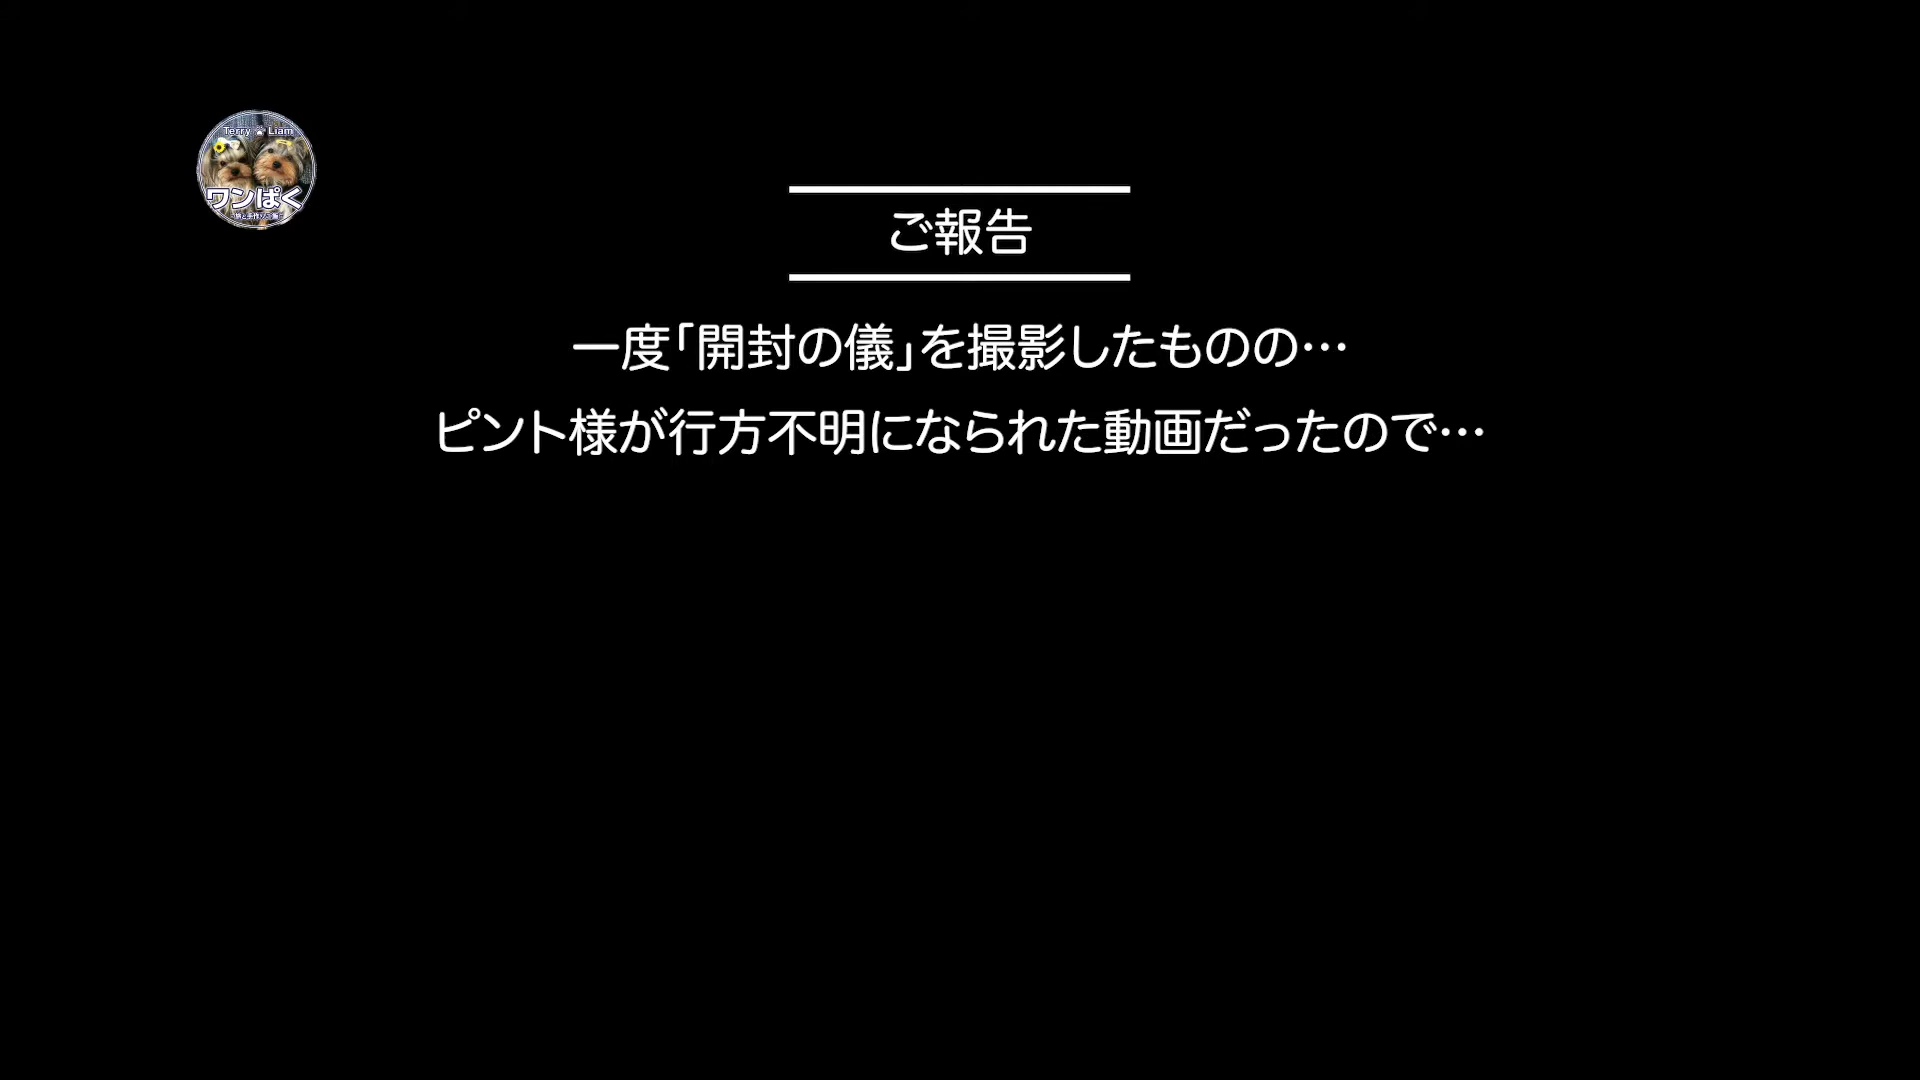 Terry Liam
ワンぱく
ご報告
一度「開封の儀」を撮影したものの…
ピント様が行方不明になられた動画だったので…